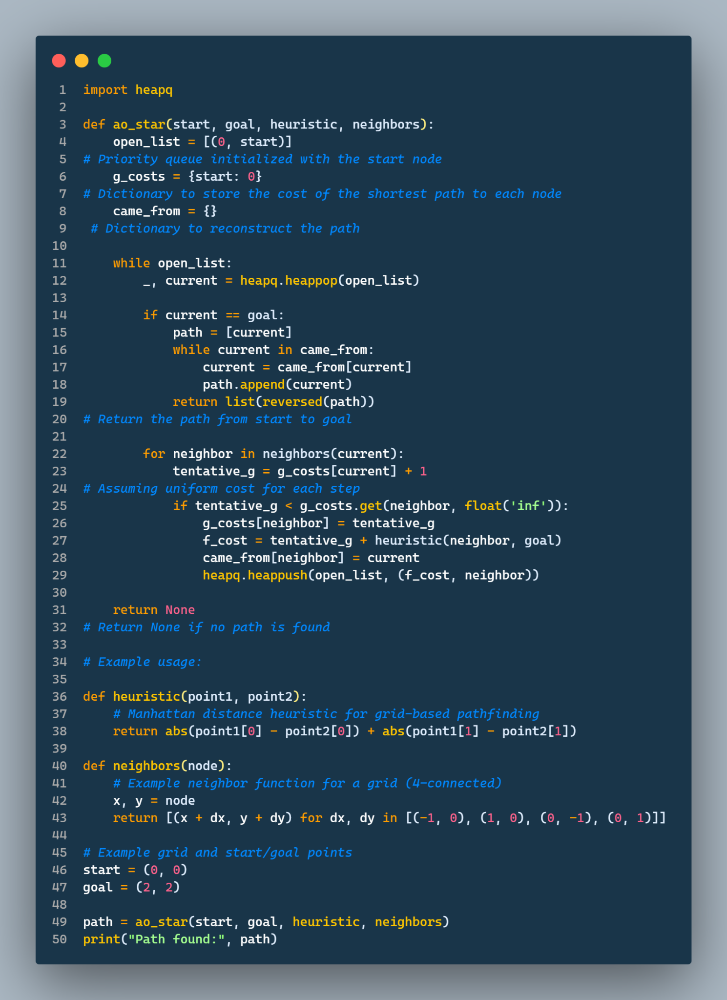 1 import heapq
2
3 def ao_star(start, goal, heuristic, neighbors):
4     open_list = [(0, start)]
5 # Priority queue initialized with the start node
6     g_costs = {start: 0}
7 # Dictionary to store the cost of the shortest path to each node
8     came_from = {}
9  # Dictionary to reconstruct the path
10
11     while open_list:
12         _, current = heapq.heappop(open_list)
13
14         if current == goal:
15             path = [current]
16             while current in came_from:
17                 current = came_from[current]
18                 path.append(current)
19             return list(reversed(path))
20 # Return the path from start to goal
21
22         for neighbor in neighbors(current):
23             tentative_g = g_costs[current] + 1
24 # Assuming uniform cost for each step
25             if tentative_g < g_costs.get(neighbor, float('inf')):
26                 g_costs[neighbor] = tentative_g
27                 f_cost = tentative_g + heuristic(neighbor, goal)
28                 came_from[neighbor] = current
29                 heapq.heappush(open_list, (f_cost, neighbor))
30
31     return None
32 # Return None if no path is found
33
34 # Example usage:
35
36 def heuristic(point1, point2):
37     # Manhattan distance heuristic for grid-based pathfinding
38     return abs(point1[0] - point2[0]) + abs(point1[1] - point2[1])
39
40 def neighbors(node):
41     # Example neighbor function for a grid (4-connected)
42     x, y = node
43     return [(x + dx, y + dy) for dx, dy in [(-1, 0), (1, 0), (0, -1), (0, 1)]]
44
45 # Example grid and start/goal points
46 start = (0, 0)
47 goal = (2, 2)
48
49 path = ao_star(start, goal, heuristic, neighbors)
50 print("Path found:", path)